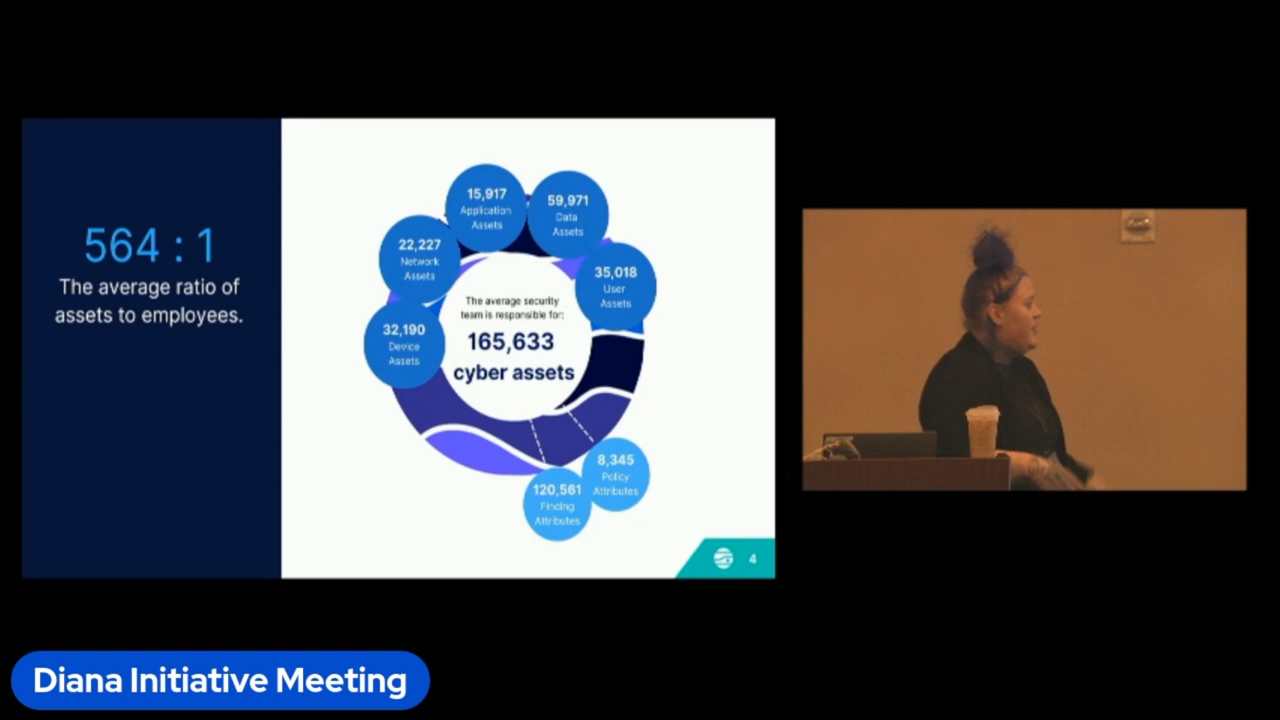 564 : 1
The average ratio of
assets to employees.
15,917
Application
Assets
59,971
Data
Assets
22,227
Network
Assets
35,018
User
Assets
32,190
Device
Assets
The average security
team is responsible for:
165,633
cyber assets
8,345
Policy
Attributes
120,561
Finding
Attributes
4
Diana Initiative Meeting